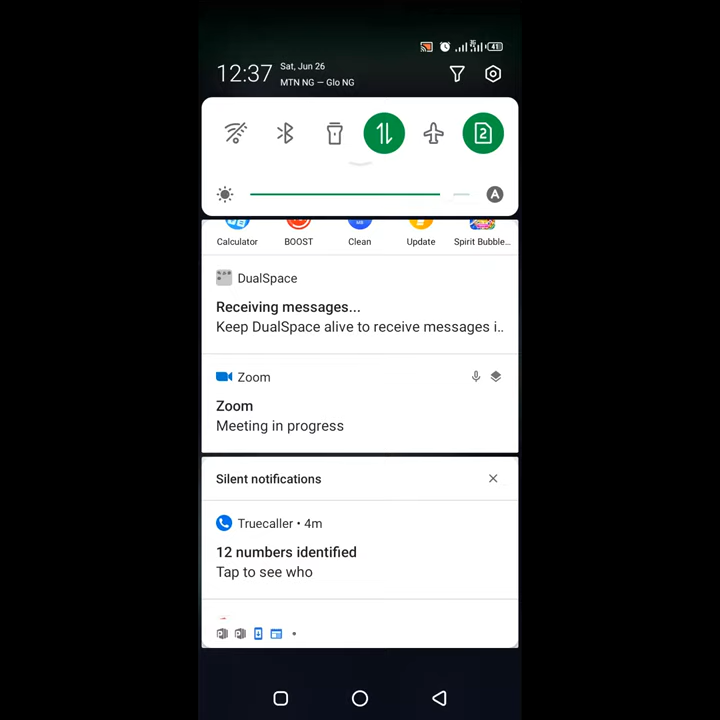 12:37
Sat, Jun 26
MTN NG — Glo NG
3G
41
2
A
Calculator
BOOST
Clean
Update
Spirit Bubble...
DualSpace
Receiving messages...
Keep DualSpace alive to receive messages i..
Zoom
Zoom
Meeting in progress
Silent notifications
Truecaller • 4m
12 numbers identified
Tap to see who